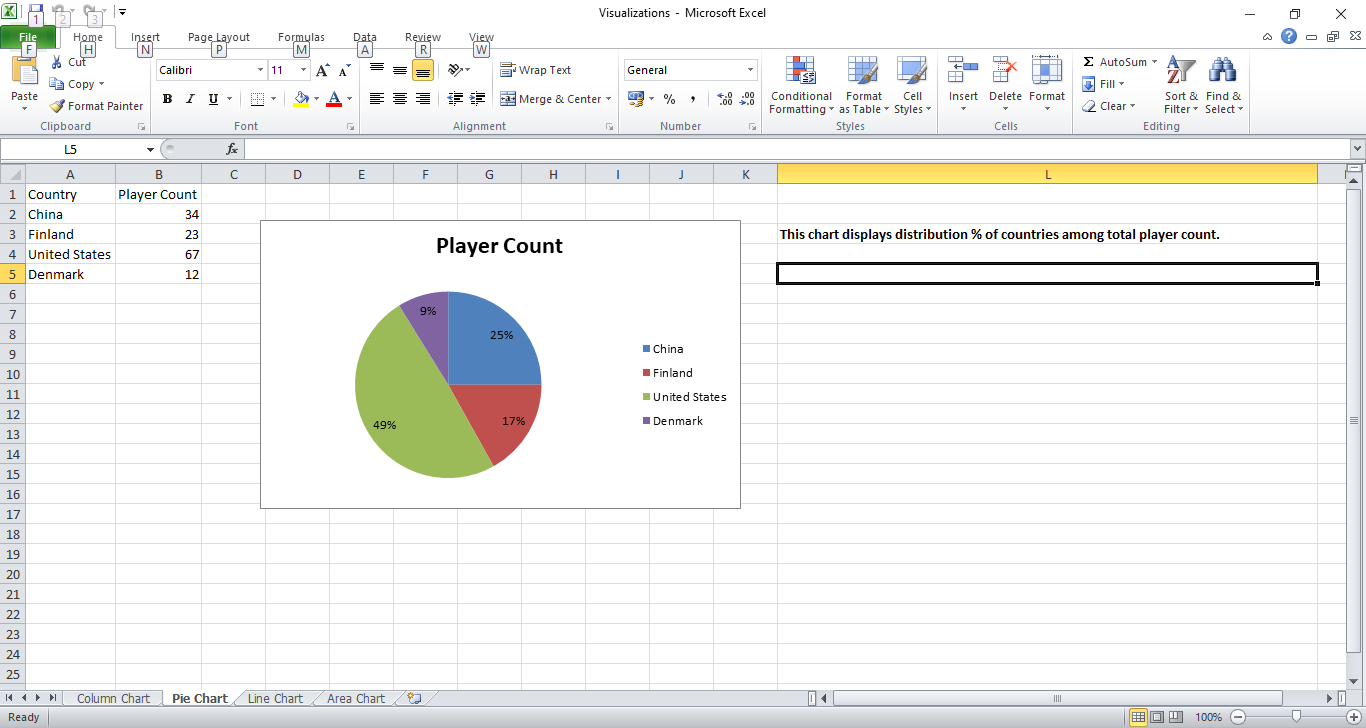 Visualizations - Microsoft Excel
1 2 3
File Home Insert Page Layout Formulas Data Review View
F H N P M A R W
Paste
Cut
Copy
Format Painter
Clipboard
Calibri 11
B I U
Font
Wrap Text
Merge & Center
Alignment
General
Number
Conditional Formatting
Format as Table
Cell Styles
Styles
Insert Delete Format
Cells
AutoSum
Fill
Clear
Sort & Filter
Find & Select
Editing
L5 fx
A B C D E F G H I J K L
1 Country Player Count
2 China 34
3 Finland 23
4 United States 67
5 Denmark 12
6
7
8
9
10
11
12
13
14
15
16
17
18
19
20
21
22
23
24
25
Player Count
9%
25%
17%
49%
China
Finland
United States
Denmark
This chart displays distribution % of countries among total player count.
Column Chart Pie Chart Line Chart Area Chart
Ready 100%